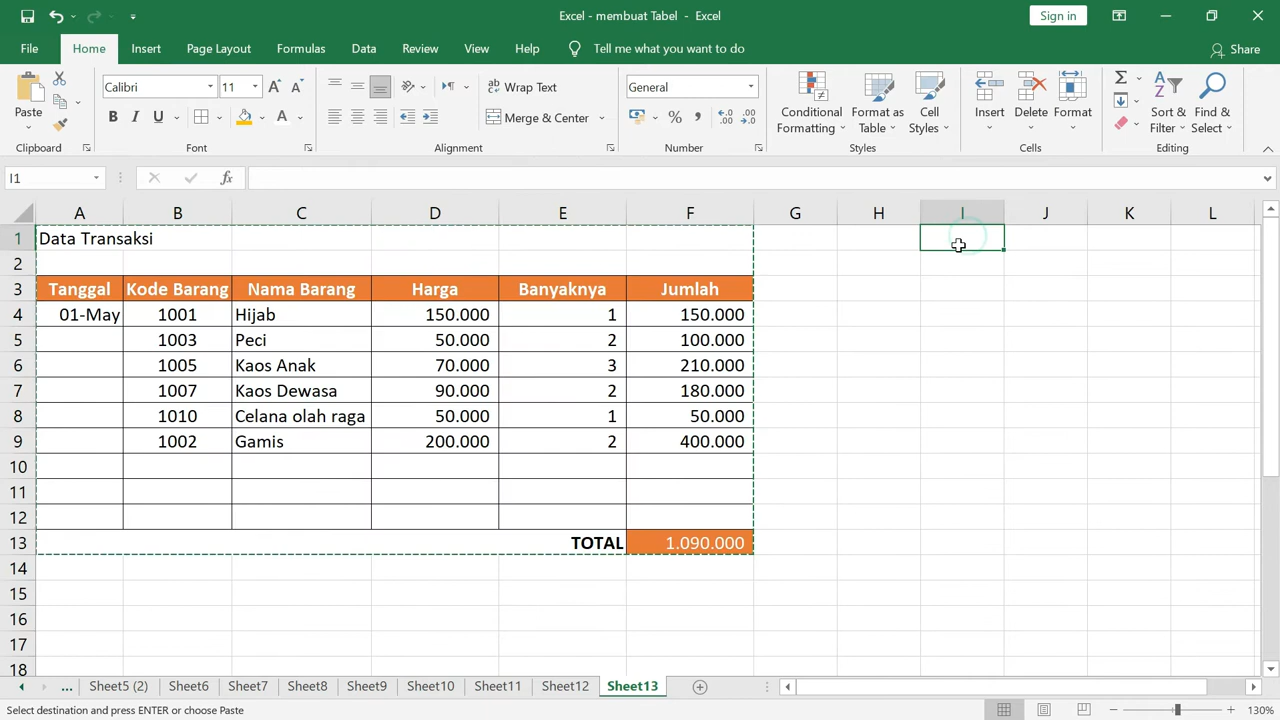 Excel - membuat Tabel - Excel
Sign in
File Home Insert Page Layout Formulas Data Review View Help Tell me what you want to do Share
Calibri 11 Wrap Text General
Paste B I U Merge & Center % , Conditional Formatting Format as Table Cell Styles Insert Delete Format Sort & Filter Find & Select
Clipboard Font Alignment Number Styles Cells Editing
I1 fx
A B C D E F G H I J K L
1 Data Transaksi
2
3 Tanggal Kode Barang Nama Barang Harga Banyaknya Jumlah
4 01-May 1001 Hijab 150.000 1 150.000
5 1003 Peci 50.000 2 100.000
6 1005 Kaos Anak 70.000 3 210.000
7 1007 Kaos Dewasa 90.000 2 180.000
8 1010 Celana olah raga 50.000 1 50.000
9 1002 Gamis 200.000 2 400.000
10
11
12
13 TOTAL 1.090.000
14
15
16
17
18
... Sheet5 (2) Sheet6 Sheet7 Sheet8 Sheet9 Sheet10 Sheet11 Sheet12 Sheet13
Select destination and press ENTER or choose Paste 130%